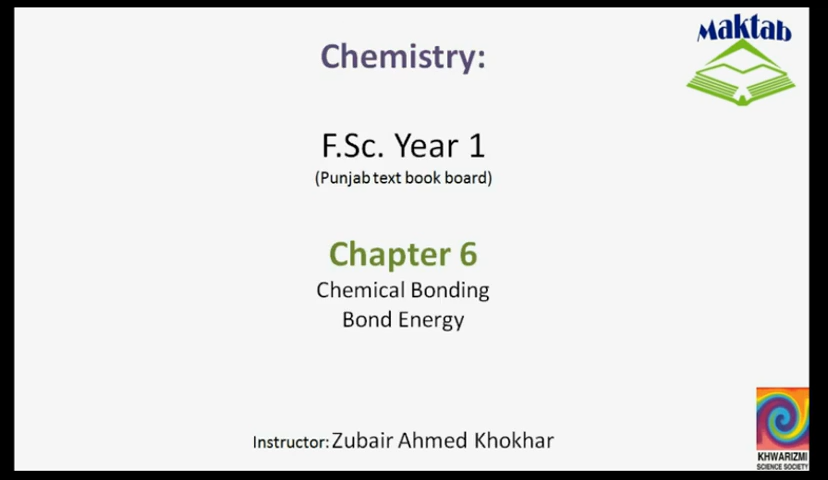 Maktab
Chemistry:
F.Sc. Year 1
(Punjab text book board)
Chapter 6
Chemical Bonding
Bond Energy
Instructor: Zubair Ahmed Khokhar
KHWARIZMI
SCIENCE SOCIETY